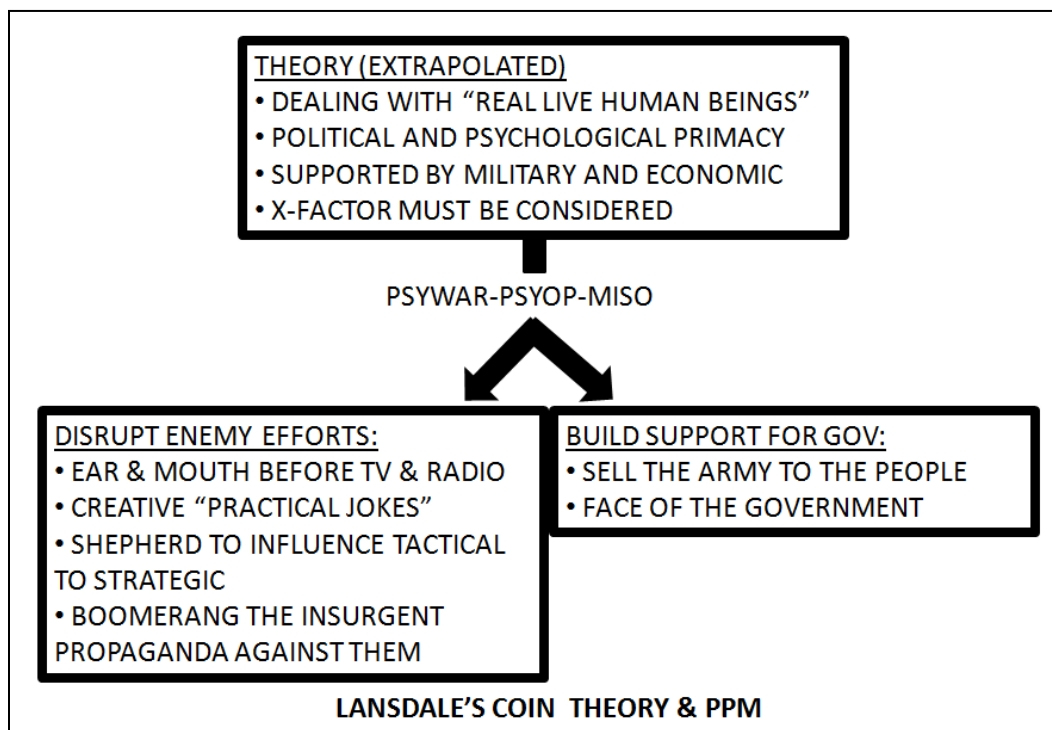 THEORY (EXTRAPOLATED)
• DEALING WITH “REAL LIVE HUMAN BEINGS”
• POLITICAL AND PSYCHOLOGICAL PRIMACY
• SUPPORTED BY MILITARY AND ECONOMIC
• X-FACTOR MUST BE CONSIDERED
PSYWAR-PSYOP-MISO
DISRUPT ENEMY EFFORTS:
• EAR & MOUTH BEFORE TV & RADIO
• CREATIVE “PRACTICAL JOKES”
• SHEPHERD TO INFLUENCE TACTICAL
TO STRATEGIC
• BOOMERANG THE INSURGENT
PROPAGANDA AGAINST THEM
BUILD SUPPORT FOR GOV:
• SELL THE ARMY TO THE PEOPLE
• FACE OF THE GOVERNMENT
LANSDALE’S COIN THEORY & PPM